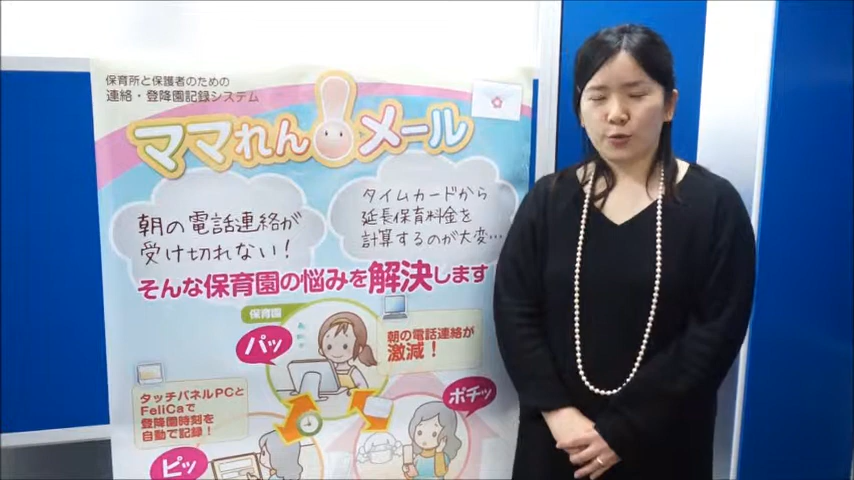 保育所と保護者のための
連絡・登降園記録システム
ママれん!メール
朝の電話連絡が
受け切れない!
タイムカードから
延長保育料金を
計算するのが大変…
そんな保育園の悩みを解決します
保育園
パッ
朝の電話連絡が
激減!
タッチパネルPCと
FeliCaで
登降園時刻を
自動で記録!
ポチッ
ピッ